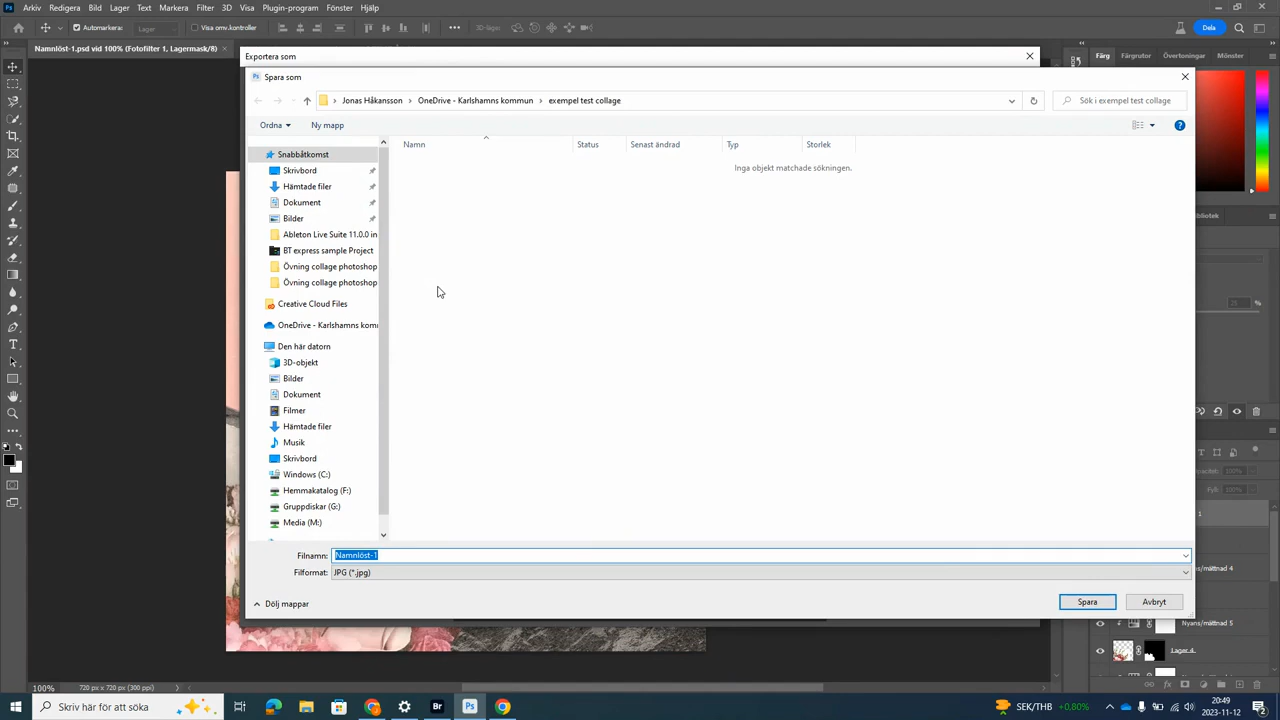 Arkiv Redigera Bild Lager Text Markera Filter 3D Visa Plugin-program Fönster Hjälp
Automarkera: Lager Visa omv.kontroller 3D-läge: Dela
Namnlöst-1.psd vid 100% (Fotofilter 1, Lagermask/8)
Exportera som
Färg Färgrutor Övertoningar Mönster
Spara som
Jonas Håkansson OneDrive - Karlshamns kommun exempel test collage
Sök i exempel test collage
Ordna Ny mapp
Namn Status Senast ändrad Typ Storlek
Inga objekt matchade sökningen.
Snabbåtkomst
Skrivbord
Hämtade filer
Dokument
Bilder
Ableton Live Suite 11.0.0 in
BT express sample Project
Övning collage photoshop
Övning collage photoshop
Creative Cloud Files
OneDrive - Karlshamns komm
Den här datorn
3D-objekt
Bilder
Dokument
Filmer
Hämtade filer
Musik
Skrivbord
Windows (C:)
Hemmakatalog (F:)
Gruppdiskar (G:)
Media (M:)
Filnamn: Namnlöst-1
Filformat: JPG (*.jpg)
Dölj mappar
Spara Avbryt
%
100%
Fyll: 100%
1
/mättnad 4
Nyans/mättnad 5
100% 720 px x 720 px (300 ppi)
Skriv här för att söka
SEK/THB +0,80%
20:49
2023-11-12